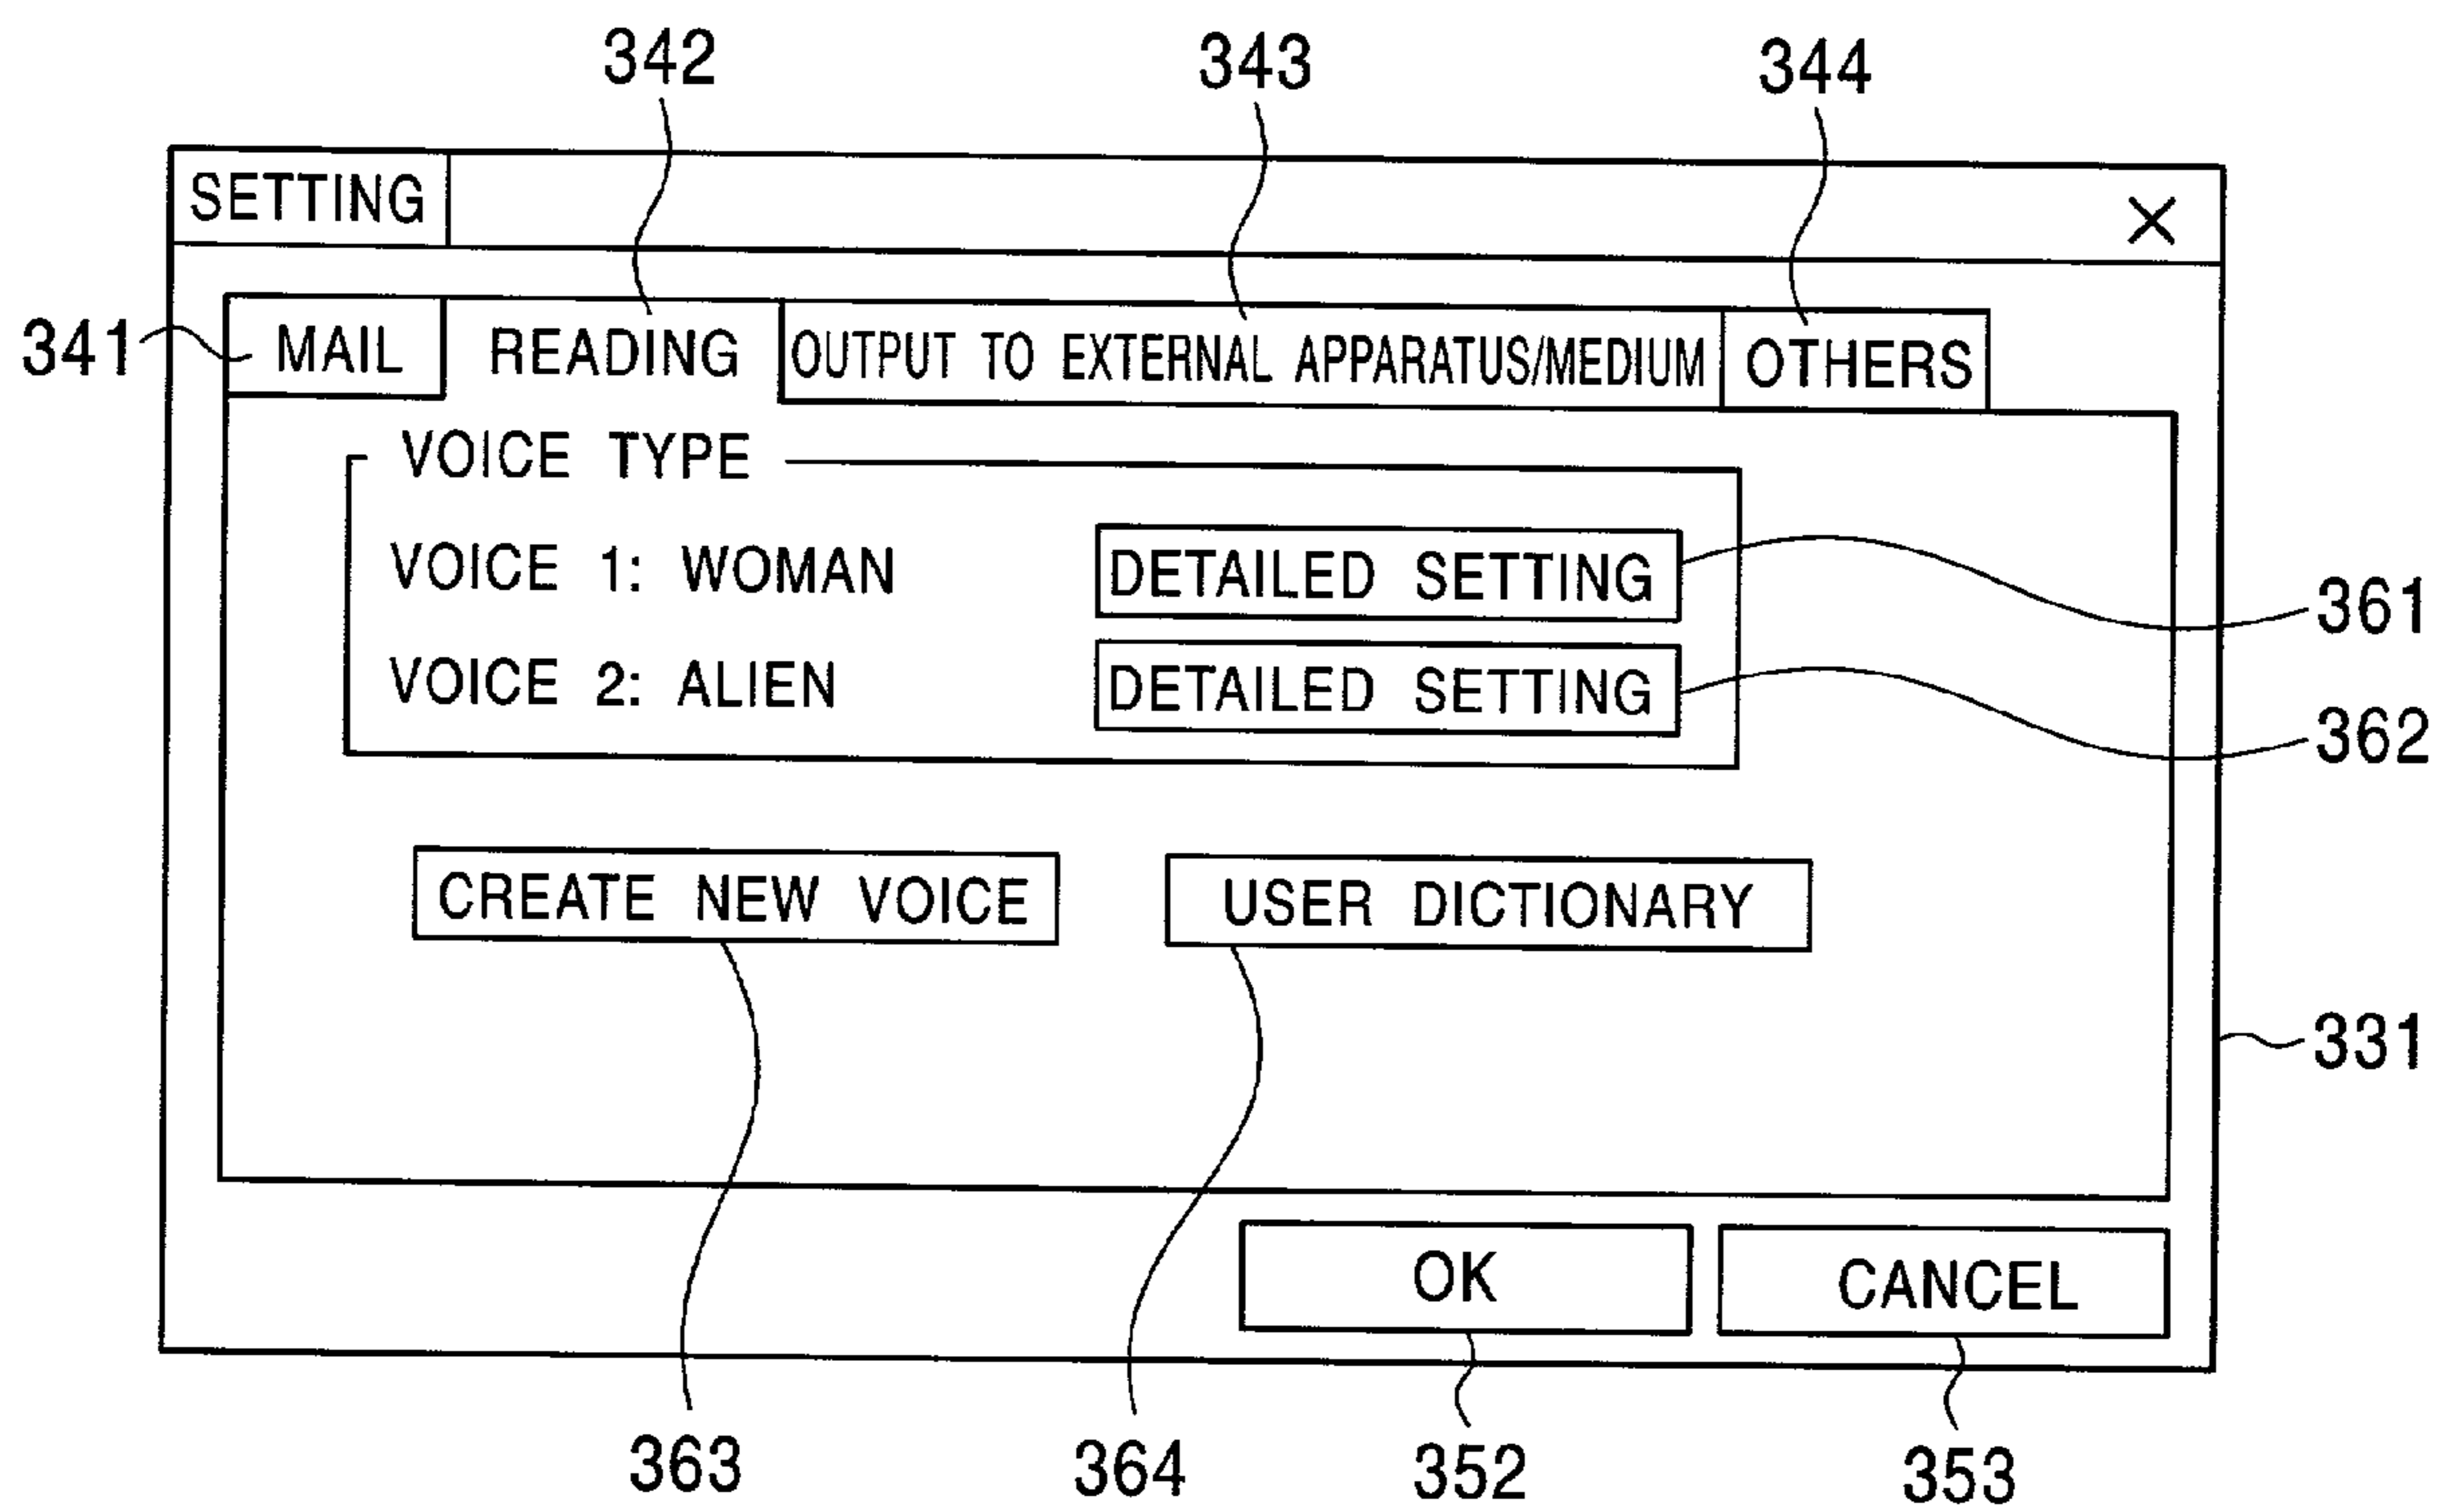 342 343 344
SETTING ×
341 MAIL READING OUTPUT TO EXTERNAL APPARATUS/MEDIUM OTHERS
VOICE TYPE
VOICE 1: WOMAN DETAILED SETTING 361
VOICE 2: ALIEN DETAILED SETTING 362
CREATE NEW VOICE USER DICTIONARY
331
OK CANCEL
363 364 352 353